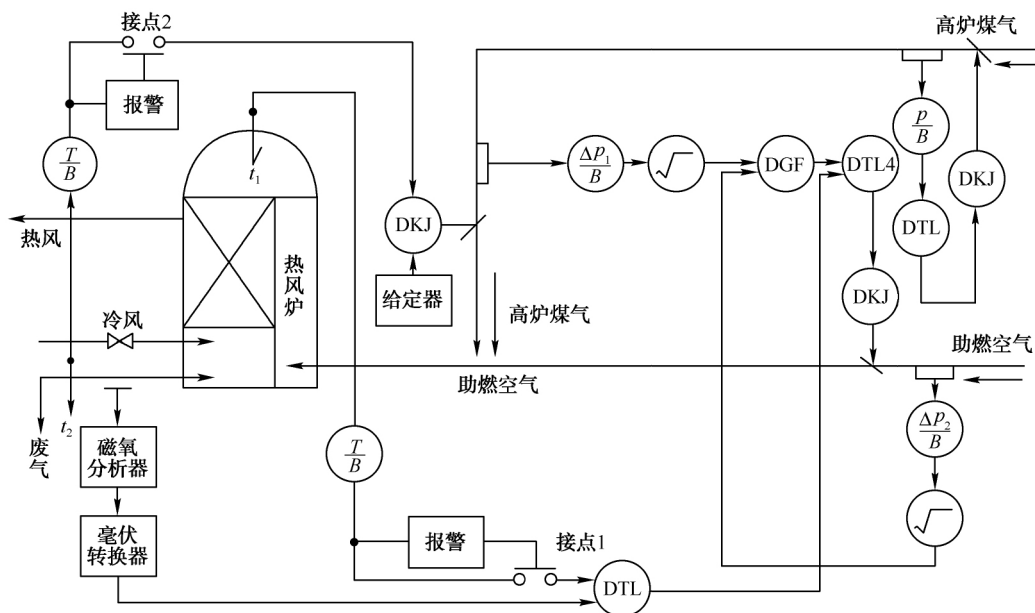 接点2
高炉煤气
报警
T/B
p/B
t₁
Δp₁/B
√
DGF
DTL4
DKJ
DKJ
DTL
热风
热风炉
给定器
DKJ
高炉煤气
冷风
助燃空气
助燃空气
废气
t₂
磁氧
分析器
T/B
Δp₂/B
√
毫伏
转换器
报警
接点1
DTL